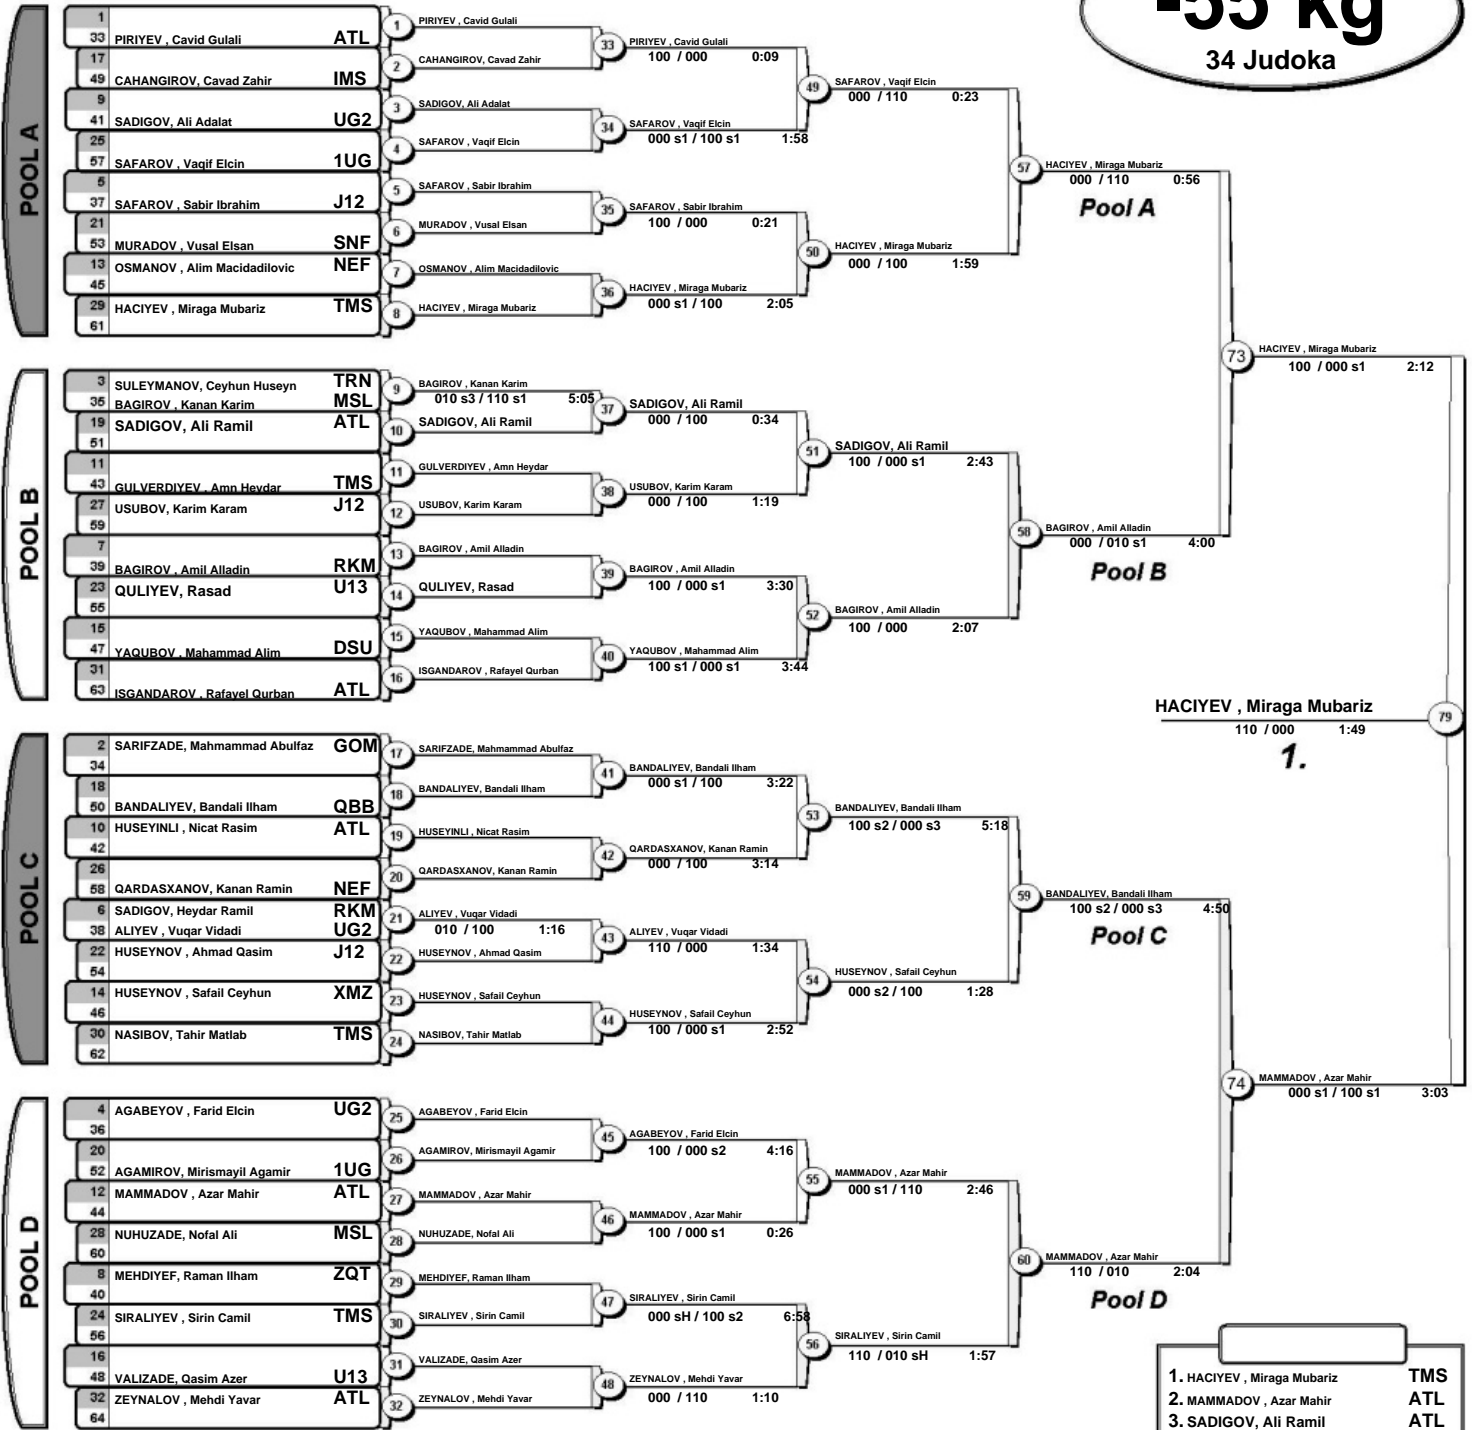 -55 kg
34 Judoka
POOL A
1
33 PIRIYEV , Cavid Gulali ATL
17
49 CAHANGIROV, Cavad Zahir IMS
9
41 SADIGOV, Ali Adalat UG2
25
57 SAFAROV , Vaqif Elcin 1UG
5
37 SAFAROV , Sabir Ibrahim J12
21
53 MURADOV , Vusal Elsan SNF
13 OSMANOV , Alim Macidadilovic NEF
45
29 HACIYEV , Miraga Mubariz TMS
61
1 PIRIYEV , Cavid Gulali
2 CAHANGIROV, Cavad Zahir
3 SADIGOV, Ali Adalat
4 SAFAROV , Vaqif Elcin
5 SAFAROV , Sabir Ibrahim
6 MURADOV , Vusal Elsan
7 OSMANOV , Alim Macidadilovic
8 HACIYEV , Miraga Mubariz
33 PIRIYEV , Cavid Gulali
100 / 000 0:09
34 SAFAROV , Vaqif Elcin
000 s1 / 100 s1 1:58
35 SAFAROV , Sabir Ibrahim
100 / 000 0:21
36 HACIYEV , Miraga Mubariz
000 s1 / 100 2:05
49 SAFAROV , Vaqif Elcin
000 / 110 0:23
50 HACIYEV , Miraga Mubariz
000 / 100 1:59
57 HACIYEV , Miraga Mubariz
000 / 110 0:56
Pool A
POOL B
3 SULEYMANOV, Ceyhun Huseyn TRN
35 BAGIROV , Kanan Karim MSL
19 SADIGOV, Ali Ramil ATL
51
11
43 GULVERDIYEV , Amn Heydar TMS
27 USUBOV, Karim Karam J12
59
7
39 BAGIROV , Amil Alladin RKM
23 QULIYEV, Rasad U13
55
15
47 YAQUBOV , Mahammad Alim DSU
31
63 ISGANDAROV , Rafayel Qurban ATL
9 BAGIROV , Kanan Karim
010 s3 / 110 s1 5:05
10 SADIGOV, Ali Ramil
11 GULVERDIYEV , Amn Heydar
12 USUBOV, Karim Karam
13 BAGIROV , Amil Alladin
14 QULIYEV, Rasad
15 YAQUBOV , Mahammad Alim
16 ISGANDAROV , Rafayel Qurban
37 SADIGOV, Ali Ramil
000 / 100 0:34
38 USUBOV, Karim Karam
000 / 100 1:19
39 BAGIROV , Amil Alladin
100 / 000 s1 3:30
40 YAQUBOV , Mahammad Alim
100 s1 / 000 s1 3:44
51 SADIGOV, Ali Ramil
100 / 000 s1 2:43
52 BAGIROV , Amil Alladin
100 / 000 2:07
58 BAGIROV , Amil Alladin
000 / 010 s1 4:00
Pool B
73 HACIYEV , Miraga Mubariz
100 / 000 s1 2:12
HACIYEV , Miraga Mubariz 79
110 / 000 1:49
1.
POOL C
2 SARIFZADE, Mahmammad Abulfaz GOM
34
18
50 BANDALIYEV, Bandali Ilham QBB
10 HUSEYINLI , Nicat Rasim ATL
42
26
58 QARDASXANOV, Kanan Ramin NEF
6 SADIGOV, Heydar Ramil RKM
38 ALIYEV , Vuqar Vidadi UG2
22 HUSEYNOV , Ahmad Qasim J12
54
14 HUSEYNOV , Safail Ceyhun XMZ
46
30 NASIBOV, Tahir Matlab TMS
62
17 SARIFZADE, Mahmammad Abulfaz
18 BANDALIYEV, Bandali Ilham
19 HUSEYINLI , Nicat Rasim
20 QARDASXANOV, Kanan Ramin
21 ALIYEV , Vuqar Vidadi
010 / 100 1:16
22 HUSEYNOV , Ahmad Qasim
23 HUSEYNOV , Safail Ceyhun
24 NASIBOV, Tahir Matlab
41 BANDALIYEV, Bandali Ilham
000 s1 / 100 3:22
42 QARDASXANOV, Kanan Ramin
000 / 100 3:14
43 ALIYEV , Vuqar Vidadi
110 / 000 1:34
44 HUSEYNOV , Safail Ceyhun
100 / 000 s1 2:52
53 BANDALIYEV, Bandali Ilham
100 s2 / 000 s3 5:18
54 HUSEYNOV , Safail Ceyhun
000 s2 / 100 1:28
59 BANDALIYEV, Bandali Ilham
100 s2 / 000 s3 4:50
Pool C
POOL D
4 AGABEYOV , Farid Elcin UG2
36
20
52 AGAMIROV, Mirismayil Agamir 1UG
12 MAMMADOV , Azar Mahir ATL
44
28 NUHUZADE, Nofal Ali MSL
60
8 MEHDIYEF, Raman Ilham ZQT
40
24 SIRALIYEV , Sirin Camil TMS
56
16
48 VALIZADE, Qasim Azer U13
32 ZEYNALOV , Mehdi Yavar ATL
64
25 AGABEYOV , Farid Elcin
26 AGAMIROV, Mirismayil Agamir
27 MAMMADOV , Azar Mahir
28 NUHUZADE, Nofal Ali
29 MEHDIYEF, Raman Ilham
30 SIRALIYEV , Sirin Camil
31 VALIZADE, Qasim Azer
32 ZEYNALOV , Mehdi Yavar
45 AGABEYOV , Farid Elcin
100 / 000 s2 4:16
46 MAMMADOV , Azar Mahir
100 / 000 s1 0:26
47 SIRALIYEV , Sirin Camil
000 sH / 100 s2 6:58
48 ZEYNALOV , Mehdi Yavar
000 / 110 1:10
55 MAMMADOV , Azar Mahir
000 s1 / 110 2:46
56 SIRALIYEV , Sirin Camil
110 / 010 sH 1:57
60 MAMMADOV , Azar Mahir
110 / 010 2:04
Pool D
74 MAMMADOV , Azar Mahir
000 s1 / 100 s1 3:03
1. HACIYEV , Miraga Mubariz TMS
2. MAMMADOV , Azar Mahir ATL
3. SADIGOV, Ali Ramil ATL